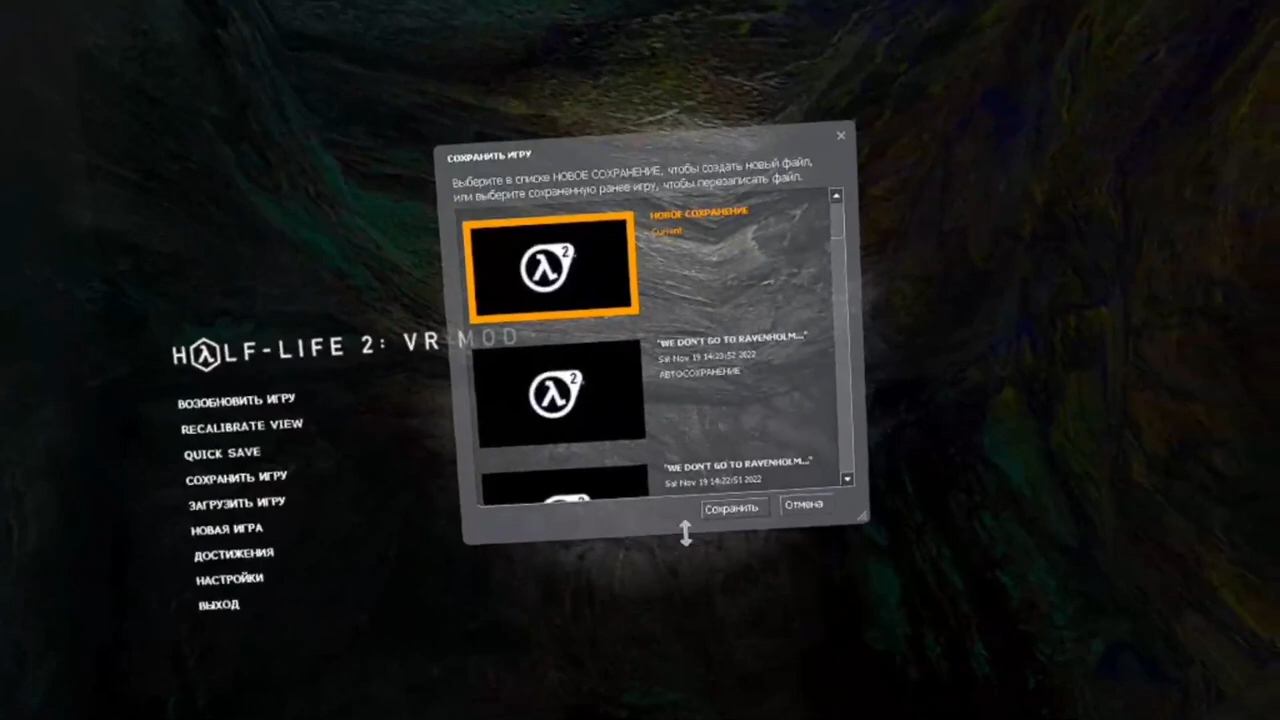 СОХРАНИТЬ ИГРУ
Выберите в списке НОВОЕ СОХРАНЕНИЕ, чтобы создать новый файл,
или выберите сохраненную ранее игру, чтобы перезаписать файл.
НОВОЕ СОХРАНЕНИЕ
Current
"WE DON'T GO TO RAVENHOLM..."
Sat Nov 19 14:23:52 2022
АВТОСОХРАНЕНИЕ
"WE DON'T GO TO RAVENHOLM..."
Sat Nov 19 14:22:51 2022
Сохранить
Отмена
HλLF-LIFE 2: VR MOD
ВОЗОБНОВИТЬ ИГРУ
RECALIBRATE VIEW
QUICK SAVE
СОХРАНИТЬ ИГРУ
ЗАГРУЗИТЬ ИГРУ
НОВАЯ ИГРА
ДОСТИЖЕНИЯ
НАСТРОЙКИ
ВЫХОД